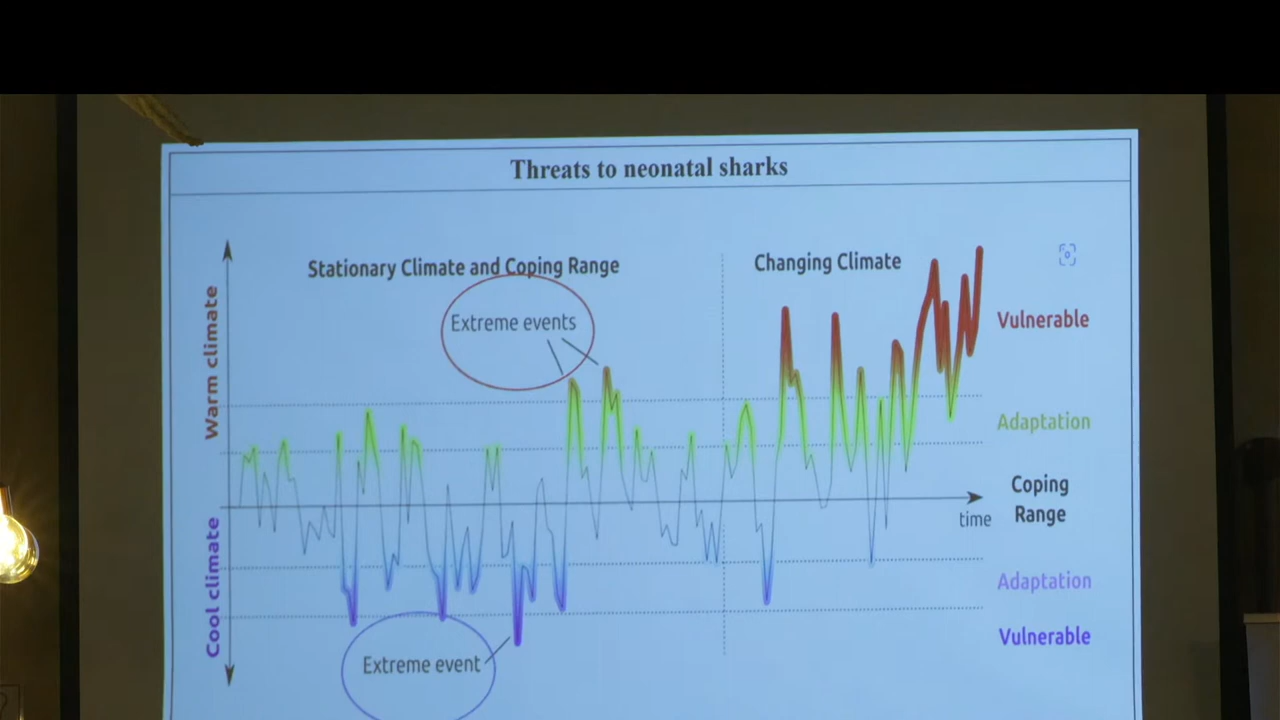 Threats to neonatal sharks
Stationary Climate and Coping Range
Changing Climate
Warm climate
Extreme events
Vulnerable
Adaptation
Coping
Range
time
Cool climate
Adaptation
Extreme event
Vulnerable